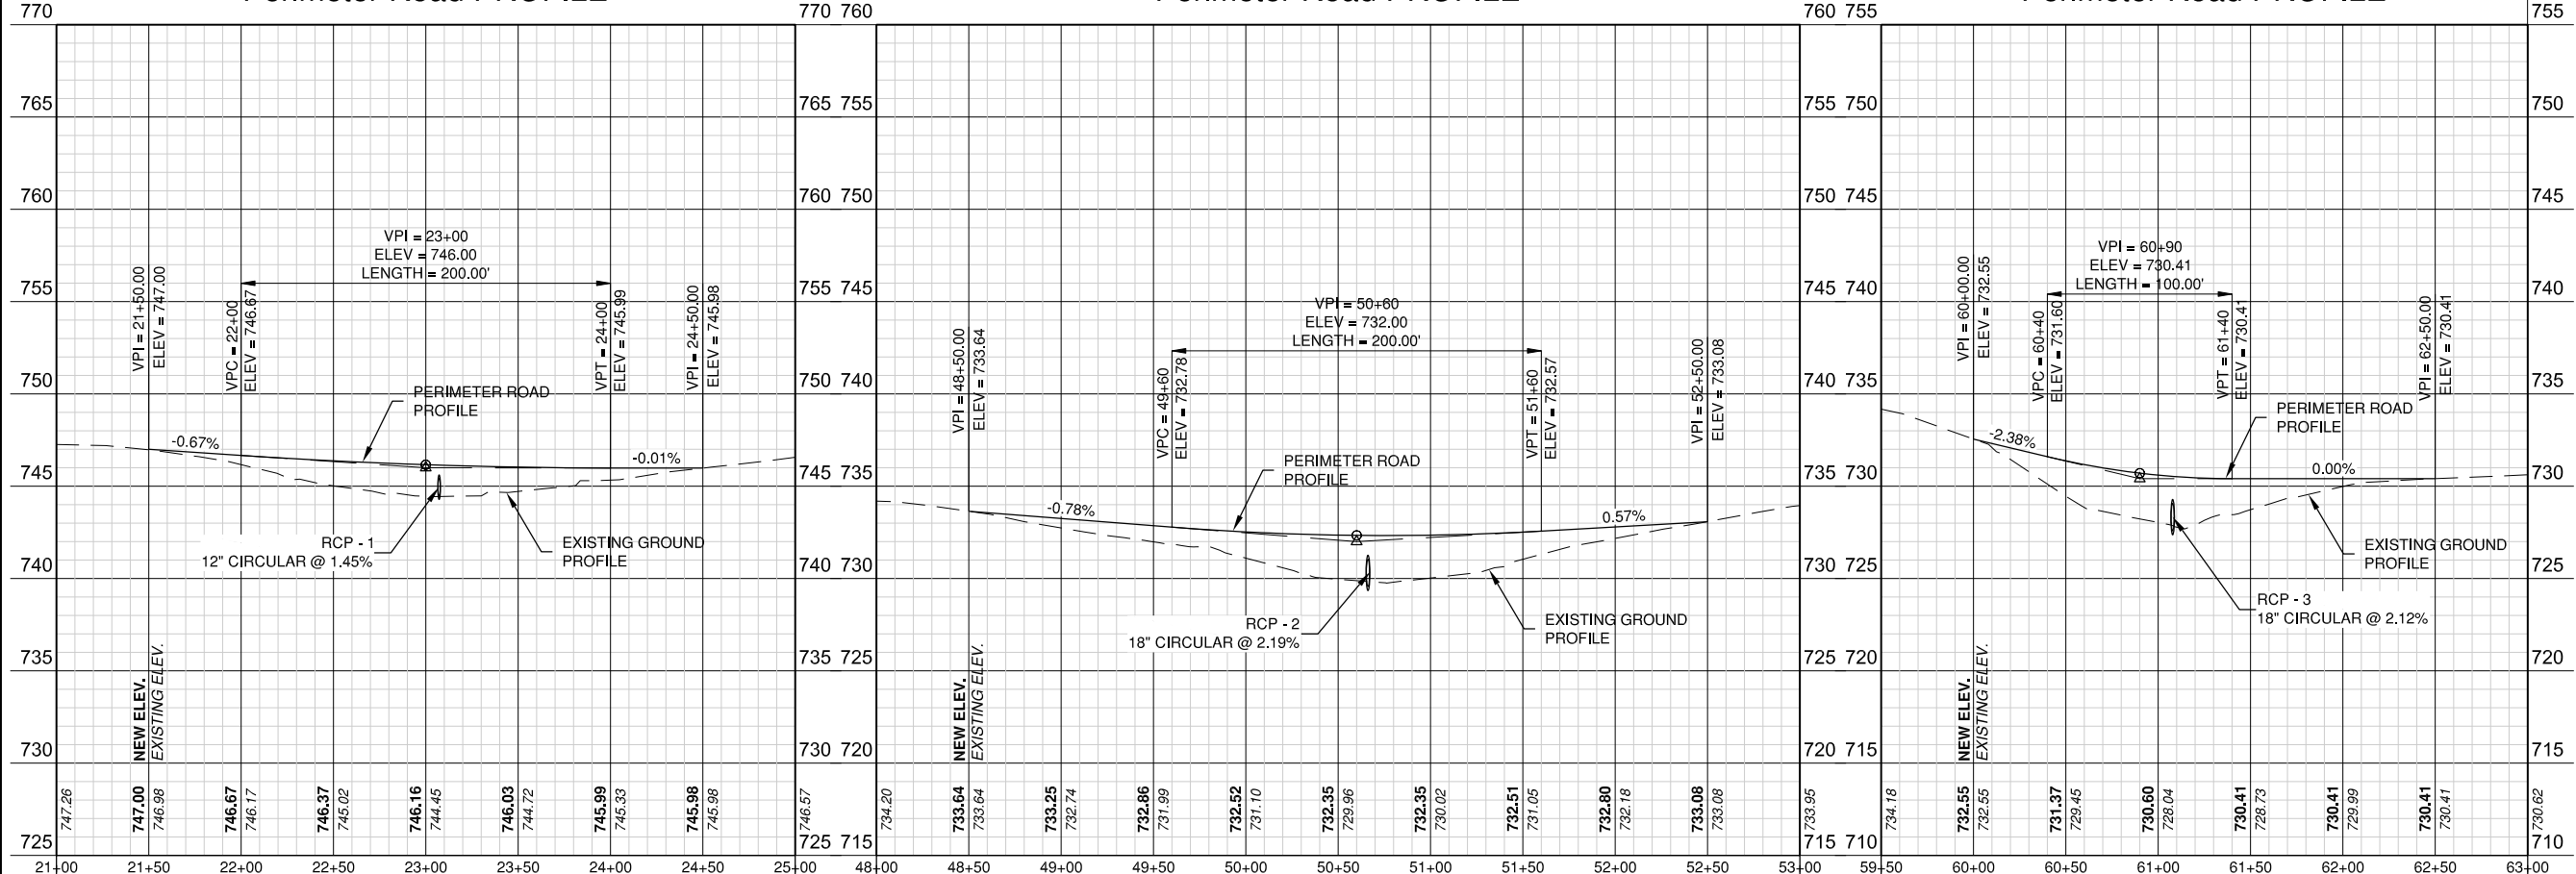 Perimeter Road PROFILE
770
765
760
755
750
745
740
735
730
725
770
765
760
755
750
745
740
735
730
725
VPI = 21+50.00
ELEV = 747.00
VPC = 22+00
ELEV = 746.67
VPI = 23+00
ELEV = 746.00
LENGTH = 200.00'
VPT = 24+00
ELEV = 745.99
VPI = 24+50.00
ELEV = 745.98
PERIMETER ROAD
PROFILE
-0.67%
-0.01%
RCP - 1
12" CIRCULAR @ 1.45%
EXISTING GROUND
PROFILE
NEW ELEV.
EXISTING ELEV.
747.26
747.00
746.98
746.67
746.17
746.37
745.02
746.16
744.45
746.03
744.72
745.99
745.33
745.98
745.98
746.57
21+00
21+50
22+00
22+50
23+00
23+50
24+00
24+50
25+00
Perimeter Road PROFILE
760
755
750
745
740
735
730
725
720
715
760
755
750
745
740
735
730
725
720
715
VPI = 48+50.00
ELEV = 733.64
VPC = 49+60
ELEV = 732.78
VPI = 50+60
ELEV = 732.00
LENGTH = 200.00'
VPT = 51+60
ELEV = 732.57
VPI = 52+50.00
ELEV = 733.08
PERIMETER ROAD
PROFILE
-0.78%
0.57%
RCP - 2
18" CIRCULAR @ 2.19%
EXISTING GROUND
PROFILE
NEW ELEV.
EXISTING ELEV.
734.20
733.64
733.64
733.25
732.74
732.86
731.99
732.52
731.10
732.35
729.96
732.35
730.02
732.51
731.05
732.80
732.18
733.08
733.08
733.95
48+00
48+50
49+00
49+50
50+00
50+50
51+00
51+50
52+00
52+50
53+00
Perimeter Road PROFILE
755
750
745
740
735
730
725
720
715
710
755
750
745
740
735
730
725
720
715
VPI = 60+00.00
ELEV = 732.55
VPC = 60+40
ELEV = 731.60
VPI = 60+90
ELEV = 730.41
LENGTH = 100.00'
VPT = 61+40
ELEV = 730.41
VPI = 62+50.00
ELEV = 730.41
PERIMETER ROAD
PROFILE
-2.38%
0.00%
EXISTING GROUND
PROFILE
RCP - 3
18" CIRCULAR @ 2.12%
NEW ELEV.
EXISTING ELEV.
734.18
732.55
732.55
731.37
729.45
730.60
728.04
730.41
728.73
730.41
729.99
730.41
730.41
730.62
59+50
60+00
60+50
61+00
61+50
62+00
62+50
63+00